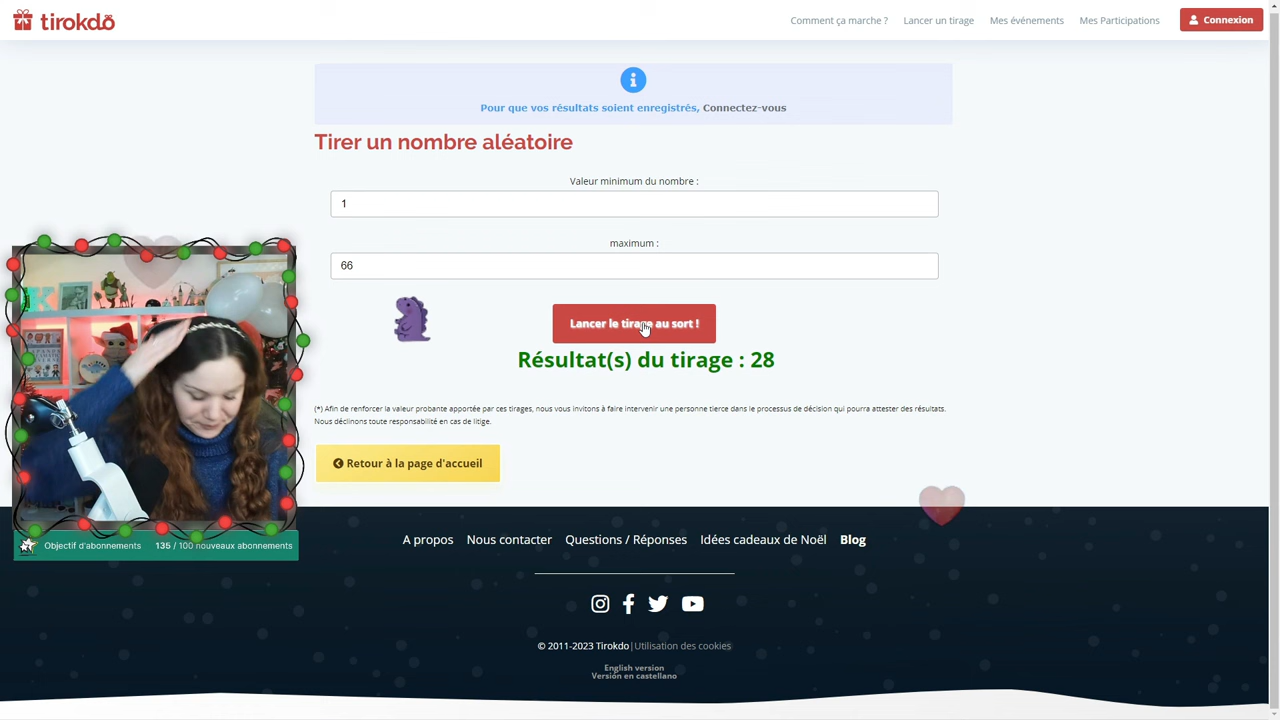 tirokdo
Comment ça marche ? Lancer un tirage Mes événements Mes Participations Connexion
Pour que vos résultats soient enregistrés, Connectez-vous
Tirer un nombre aléatoire
Valeur minimum du nombre :
1
maximum :
66
Lancer le tirage au sort !
Résultat(s) du tirage : 28
(*) Afin de renforcer la valeur probante apportée par ces tirages, nous vous invitons à faire intervenir une personne tierce dans le processus de décision qui pourra attester des résultats.
Nous déclinons toute responsabilité en cas de litige.
Retour à la page d'accueil
Objectif d'abonnements 135 / 100 nouveaux abonnements
A propos Nous contacter Questions / Réponses Idées cadeaux de Noël Blog
© 2011-2023 Tirokdo|Utilisation des cookies
English version
Versión en castellano